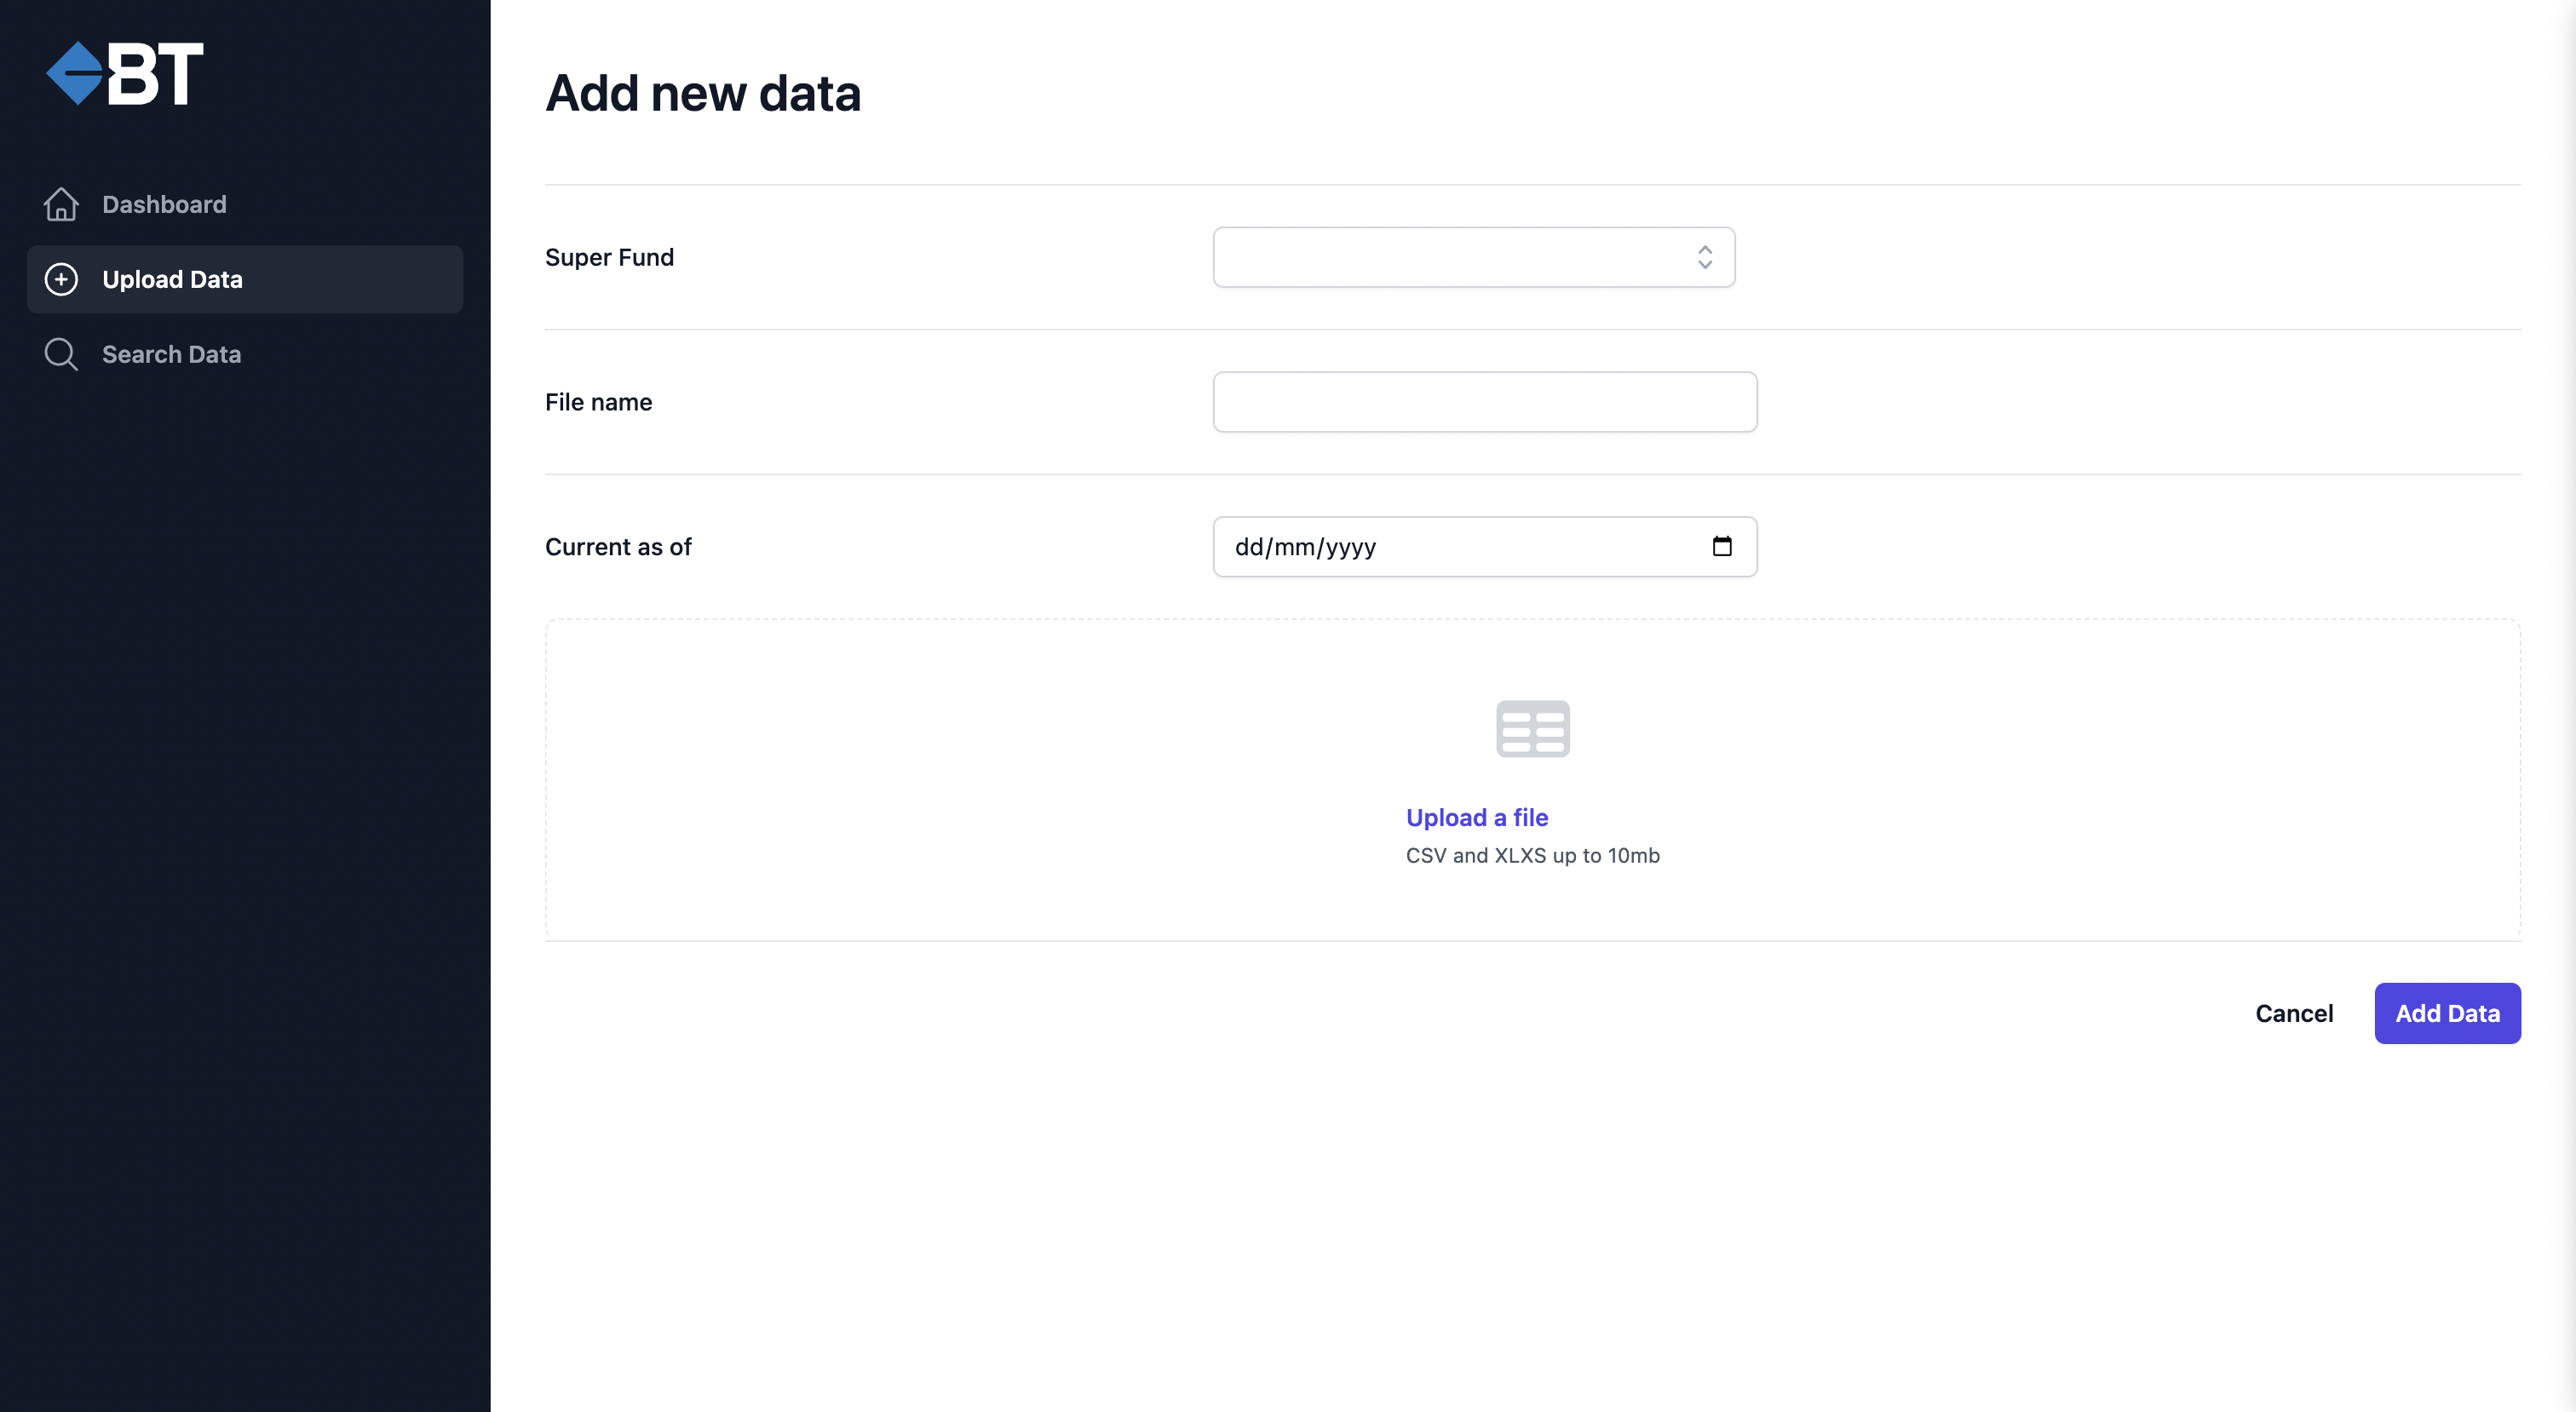 BT
Dashboard
Upload Data
Search Data
Add new data
Super Fund
File name
Current as of
dd/mm/yyyy
Upload a file
CSV and XLXS up to 10mb
Cancel
Add Data